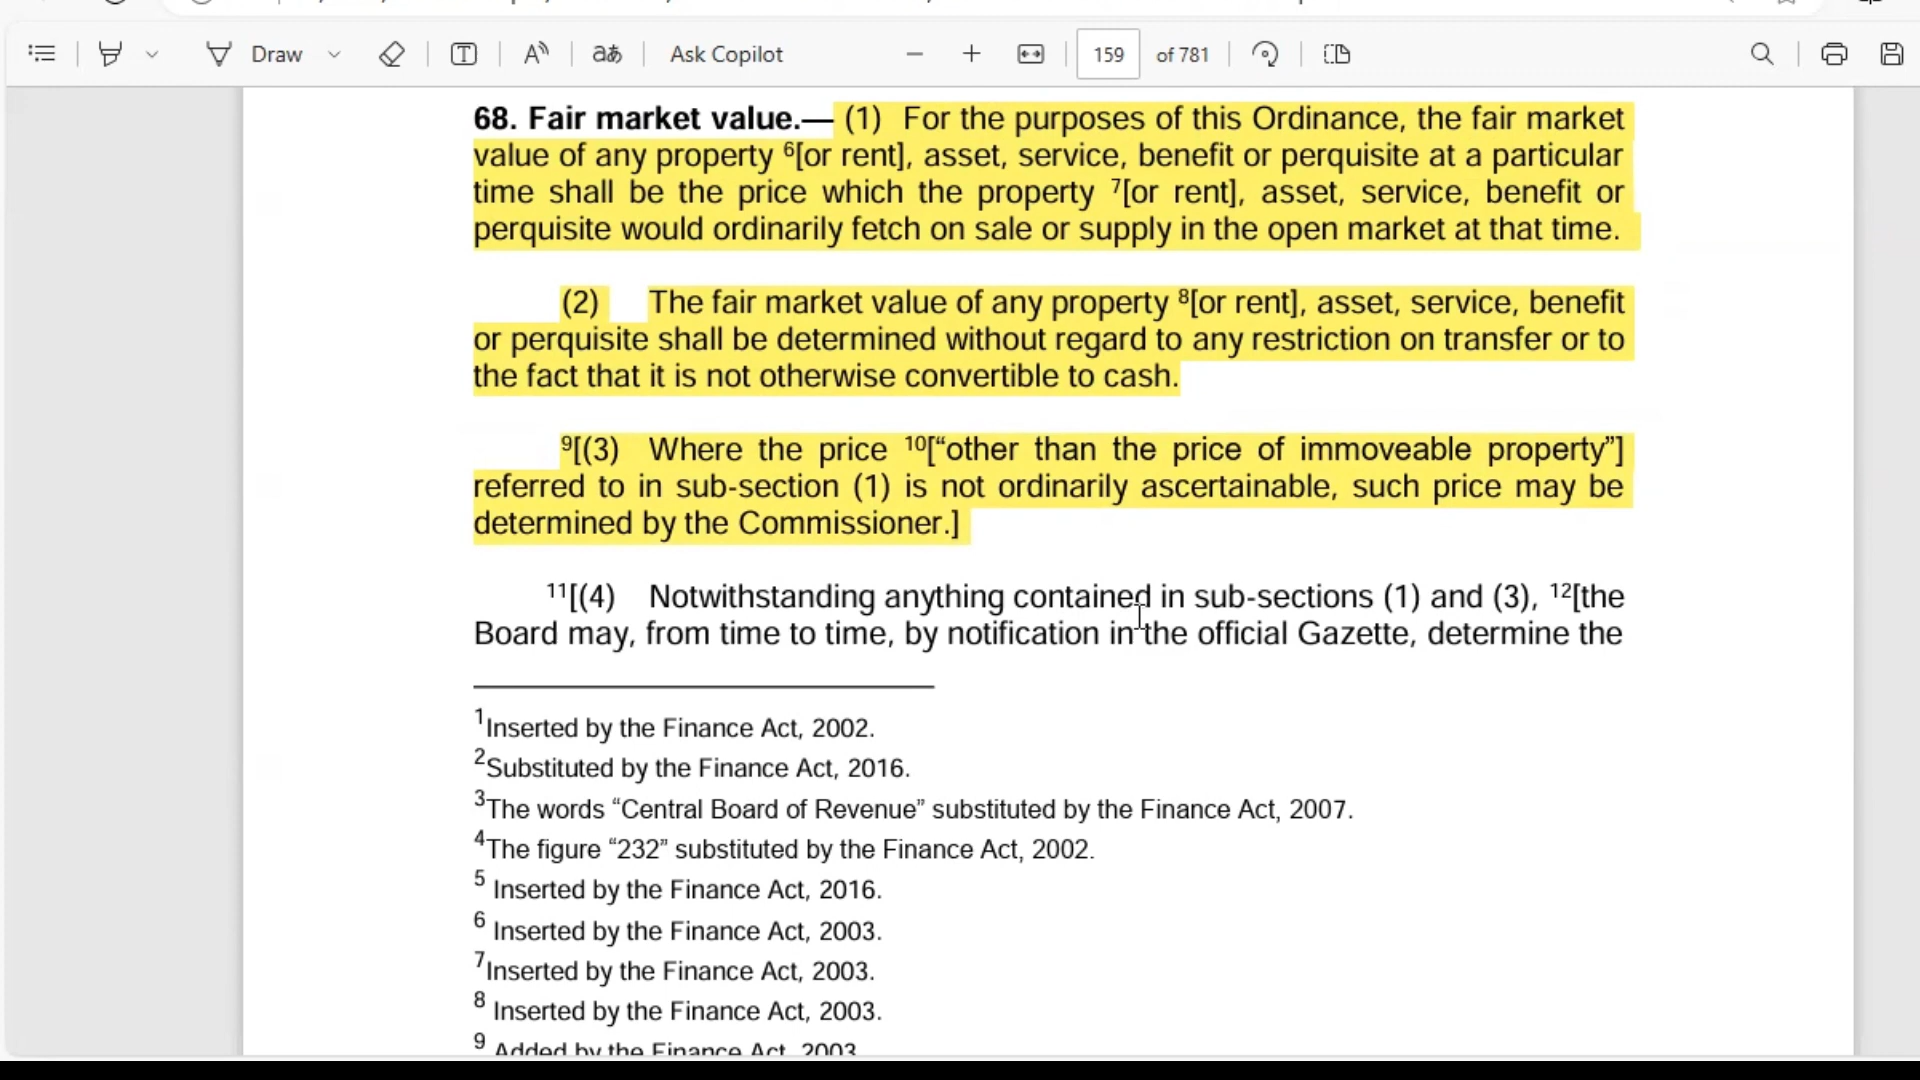 Draw
aあ
Ask Copilot
159 of 781
68. Fair market value.— (1) For the purposes of this Ordinance, the fair market
value of any property ⁶[or rent], asset, service, benefit or perquisite at a particular
time shall be the price which the property ⁷[or rent], asset, service, benefit or
perquisite would ordinarily fetch on sale or supply in the open market at that time.
(2) The fair market value of any property ⁸[or rent], asset, service, benefit
or perquisite shall be determined without regard to any restriction on transfer or to
the fact that it is not otherwise convertible to cash.
⁹[(3) Where the price ¹⁰[“other than the price of immoveable property”]
referred to in sub-section (1) is not ordinarily ascertainable, such price may be
determined by the Commissioner.]
¹¹[(4) Notwithstanding anything contained in sub-sections (1) and (3), ¹²[the
Board may, from time to time, by notification in the official Gazette, determine the
¹Inserted by the Finance Act, 2002.
²Substituted by the Finance Act, 2016.
³The words “Central Board of Revenue” substituted by the Finance Act, 2007.
⁴The figure “232” substituted by the Finance Act, 2002.
⁵ Inserted by the Finance Act, 2016.
⁶ Inserted by the Finance Act, 2003.
⁷Inserted by the Finance Act, 2003.
⁸ Inserted by the Finance Act, 2003.
⁹ Added by the Finance Act, 2003